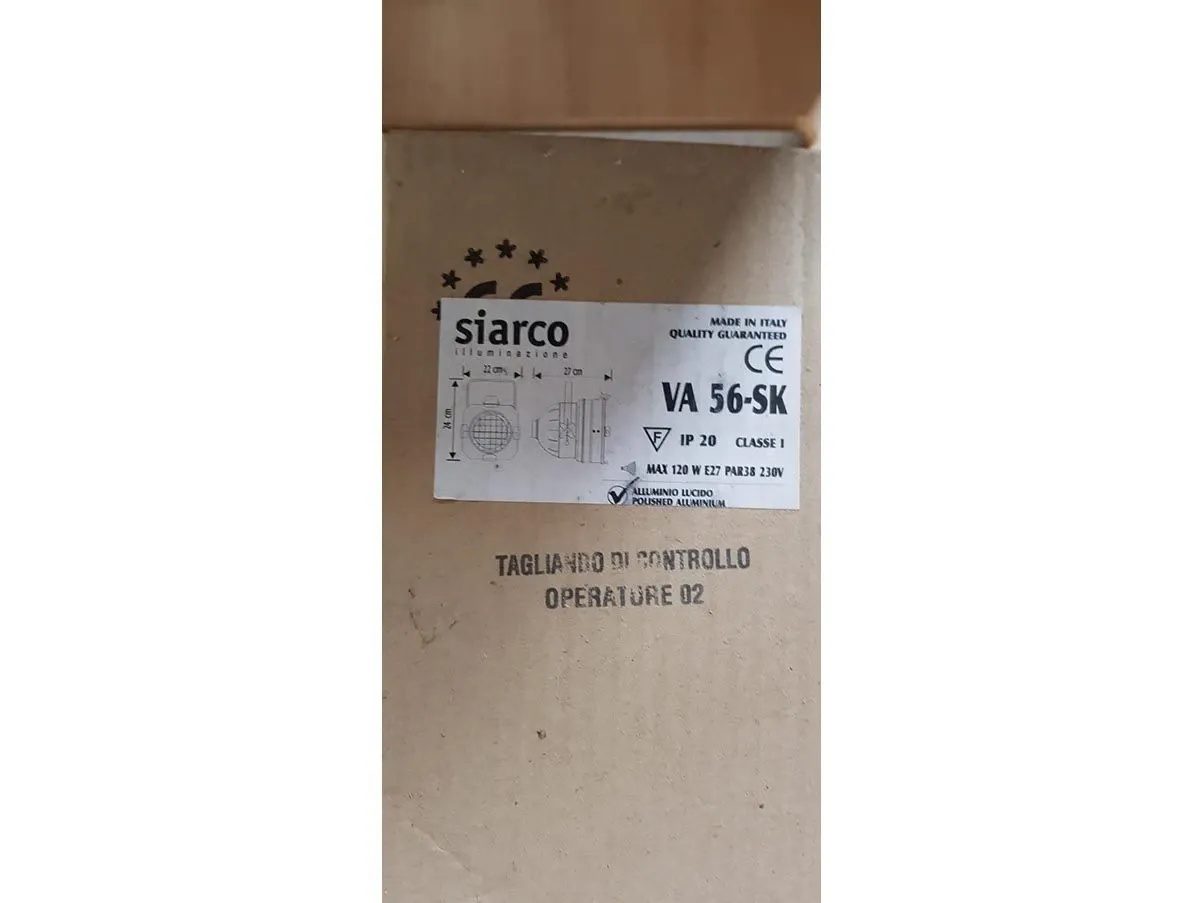 siarco
illuminazione
22 cm
27 cm
24 cm
MADE IN ITALY
QUALITY GUARANTEED
CE
VA 56-SK
F IP 20 CLASSE I
MAX 120 W E27 PAR38 230V
ALLUMINIO LUCIDO
POLISHED ALUMINIUM
TAGLIANDO DI CONTROLLO
OPERATORE 02